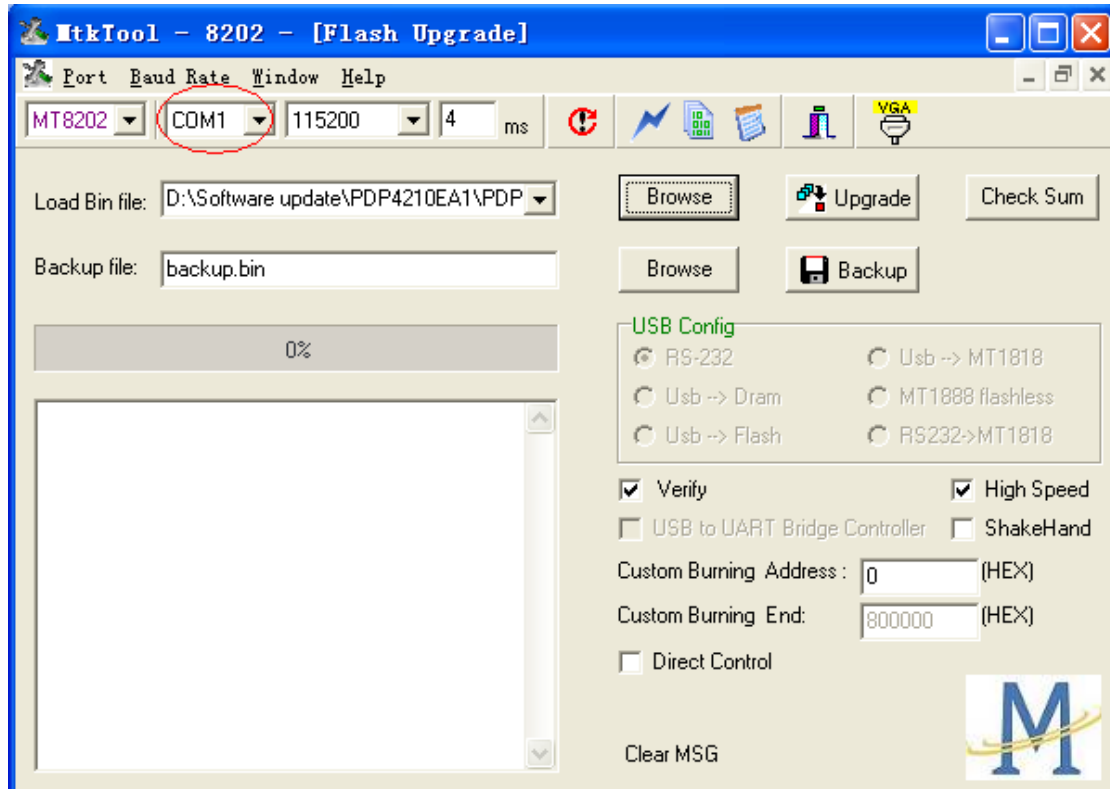 MtkTool - 8202 - [Flash Upgrade]
Port Baud Rate Window Help
MT8202 COM1 115200 4 ms VGA
Load Bin file: D:\Software update\PDP4210EA1\PDP Browse Upgrade Check Sum
Backup file: backup.bin Browse Backup
0%
USB Config
RS-232 Usb --> MT1818
Usb --> Dram MT1888 flashless
Usb --> Flash RS232->MT1818
Verify High Speed
USB to UART Bridge Controller ShakeHand
Custom Burning Address : 0 (HEX)
Custom Burning End: 800000 (HEX)
Direct Control
Clear MSG
M